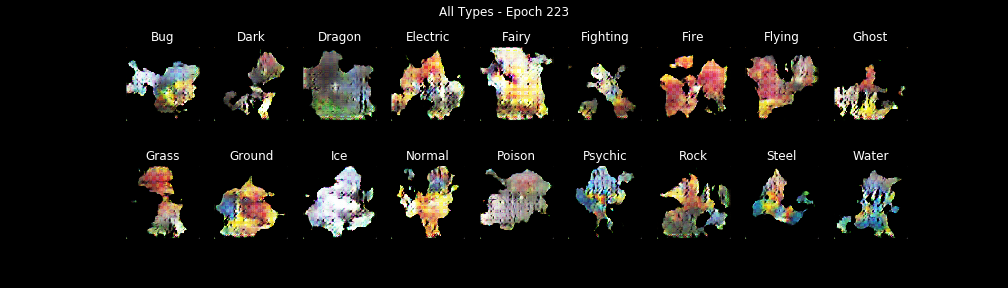 All Types - Epoch 223
Bug Dark Dragon Electric Fairy Fighting Fire Flying Ghost
Grass Ground Ice Normal Poison Psychic Rock Steel Water